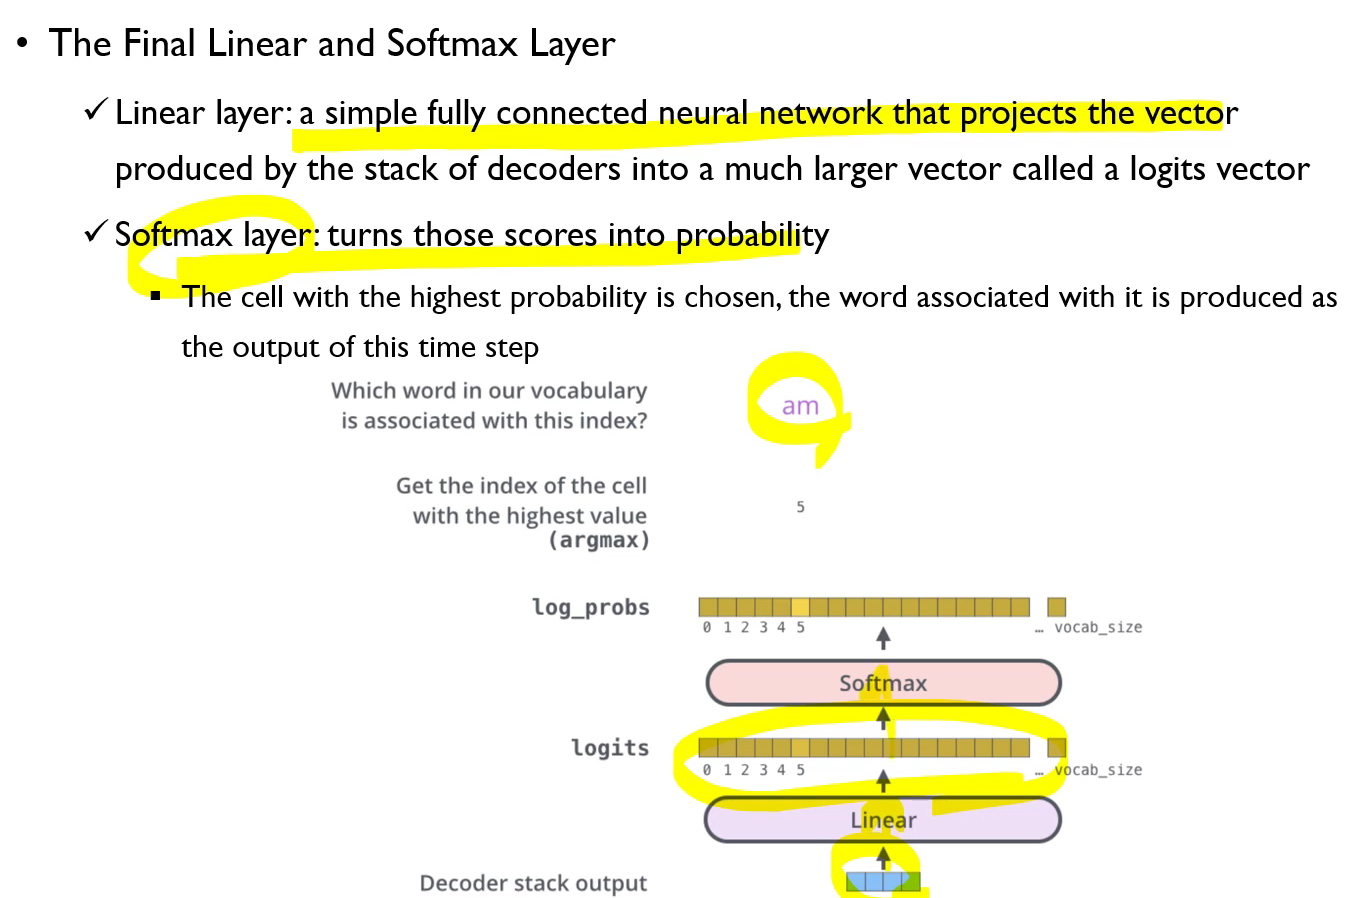 • The Final Linear and Softmax Layer
✓ Linear layer: a simple fully connected neural network that projects the vector
produced by the stack of decoders into a much larger vector called a logits vector
✓ Softmax layer: turns those scores into probability
▪ The cell with the highest probability is chosen, the word associated with it is produced as
the output of this time step
Which word in our vocabulary
is associated with this index?
am
Get the index of the cell
with the highest value
(argmax)
5
log_probs
0 1 2 3 4 5 … vocab_size
Softmax
logits
0 1 2 3 4 5 … vocab_size
Linear
Decoder stack output